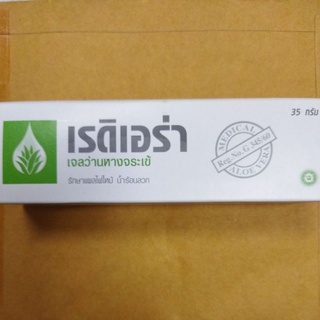 35 กรัม
เรดิเอร่า
เจลว่านหางจระเข้
รักษาแผลไฟไหม้ น้ำร้อนลวก
MEDICAL
Reg. No. G 345/60
ALOE VERA